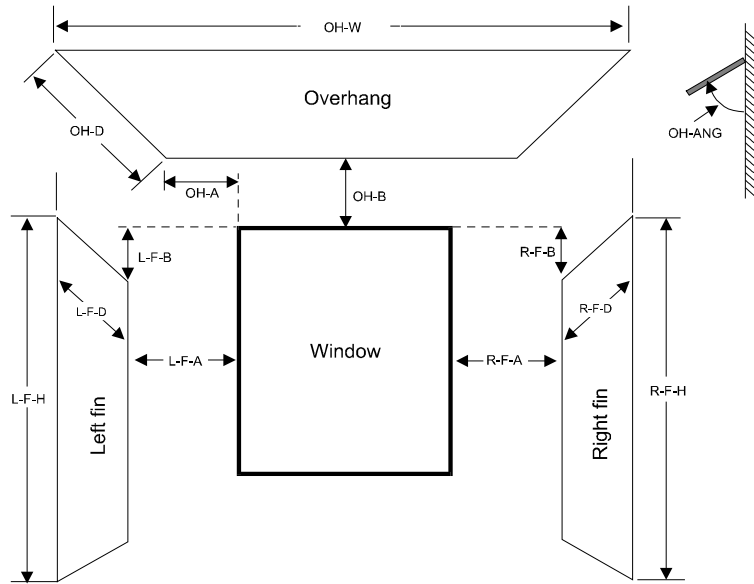 OH-W
Overhang
OH-D
OH-ANG
OH-A
OH-B
L-F-B
R-F-B
L-F-D
R-F-D
Window
L-F-A
R-F-A
L-F-H
R-F-H
Left fin
Right fin